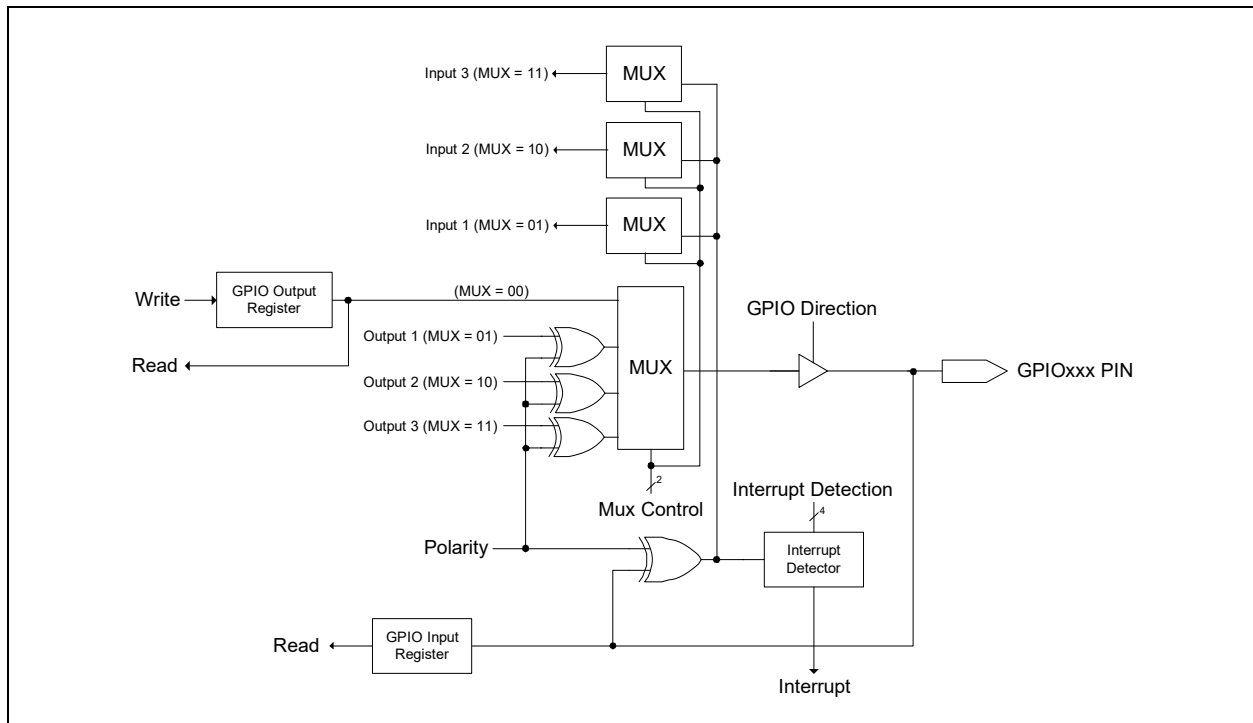 Input 3 (MUX = 11)
MUX
Input 2 (MUX = 10)
MUX
Input 1 (MUX = 01)
MUX
Write
GPIO Output
Register
(MUX = 00)
GPIO Direction
Read
Output 1 (MUX = 01)
Output 2 (MUX = 10)
Output 3 (MUX = 11)
MUX
GPIOxxx PIN
2
Mux Control
Interrupt Detection
4
Polarity
Interrupt
Detector
Read
GPIO Input
Register
Interrupt